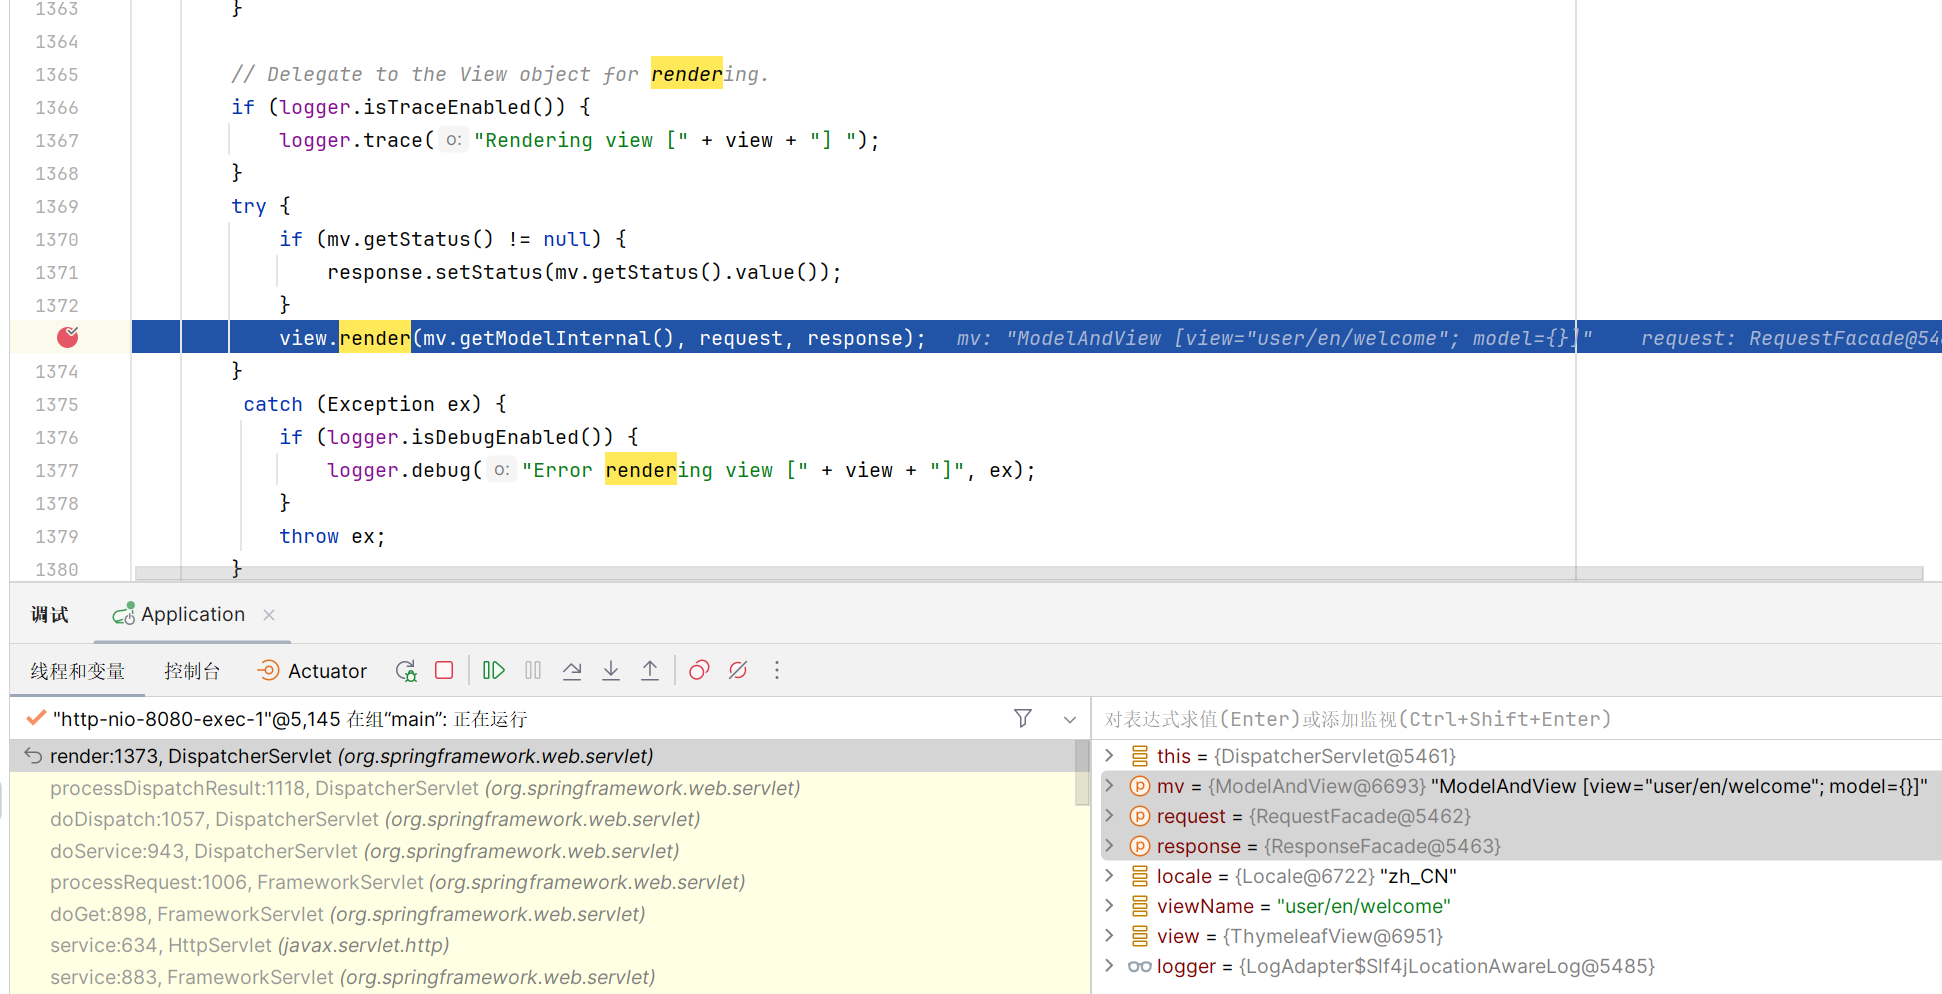 1363 }
1364
1365 // Delegate to the View object for rendering.
1366 if (logger.isTraceEnabled()) {
1367 logger.trace( o: "Rendering view [" + view + "] ");
1368 }
1369 try {
1370 if (mv.getStatus() != null) {
1371 response.setStatus(mv.getStatus().value());
1372 }
view.render(mv.getModelInternal(), request, response); mv: "ModelAndView [view="user/en/welcome"; model={}]" request: RequestFacade@54
1374 }
1375 catch (Exception ex) {
1376 if (logger.isDebugEnabled()) {
1377 logger.debug( o: "Error rendering view [" + view + "]", ex);
1378 }
1379 throw ex;
1380 }
调试 Application
线程和变量 控制台 Actuator
"http-nio-8080-exec-1"@5,145 在组“main”: 正在运行
render:1373, DispatcherServlet (org.springframework.web.servlet)
processDispatchResult:1118, DispatcherServlet (org.springframework.web.servlet)
doDispatch:1057, DispatcherServlet (org.springframework.web.servlet)
doService:943, DispatcherServlet (org.springframework.web.servlet)
processRequest:1006, FrameworkServlet (org.springframework.web.servlet)
doGet:898, FrameworkServlet (org.springframework.web.servlet)
service:634, HttpServlet (javax.servlet.http)
service:883, FrameworkServlet (org.springframework.web.servlet)
对表达式求值(Enter)或添加监视(Ctrl+Shift+Enter)
this = {DispatcherServlet@5461}
mv = {ModelAndView@6693} "ModelAndView [view="user/en/welcome"; model={}]"
request = {RequestFacade@5462}
response = {ResponseFacade@5463}
locale = {Locale@6722} "zh_CN"
viewName = "user/en/welcome"
view = {ThymeleafView@6951}
logger = {LogAdapter$Slf4jLocationAwareLog@5485}